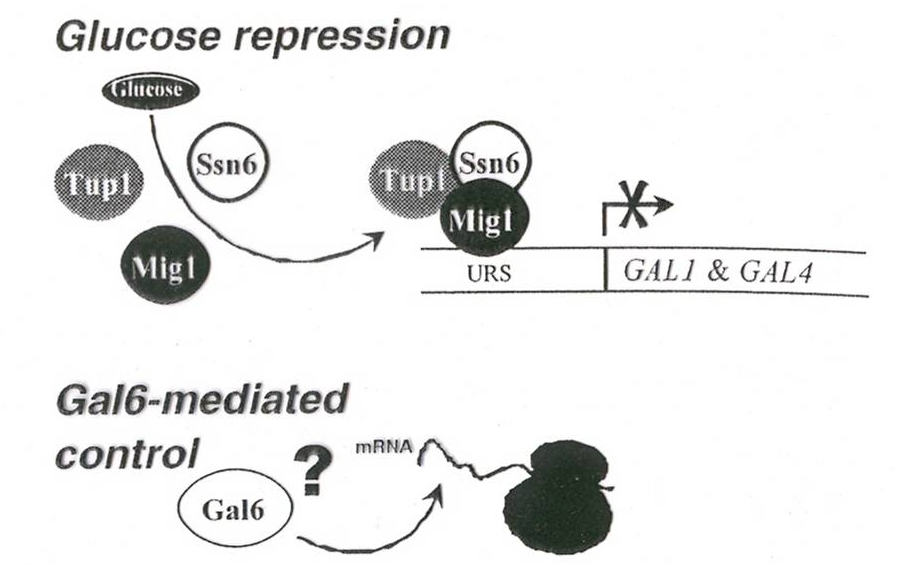 Glucose repression
Glucose
Tup1
Ssn6
Mig1
Tup1
Ssn6
Mig1
URS
GAL1 & GAL4
Gal6-mediated
control
Gal6
?
mRNA